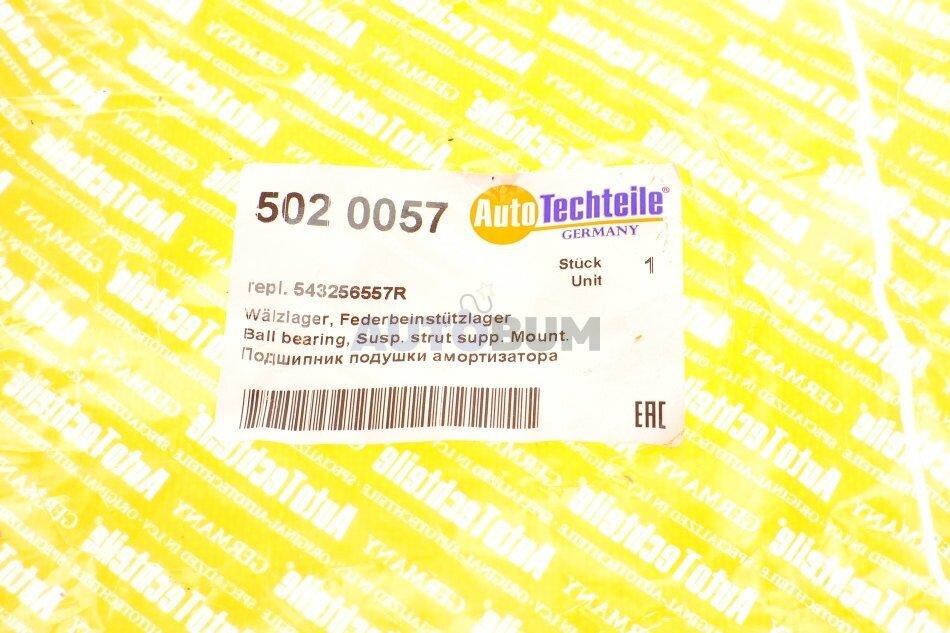 502 0057
AutoTechteile®
GERMANY
Stück 1
Unit
repl. 543256557R
Wälzlager, Federbeinstützlager
Ball bearing, Susp. strut supp. Mount.
Подшипник подушки амортизатора
AUTOBUM
EAC